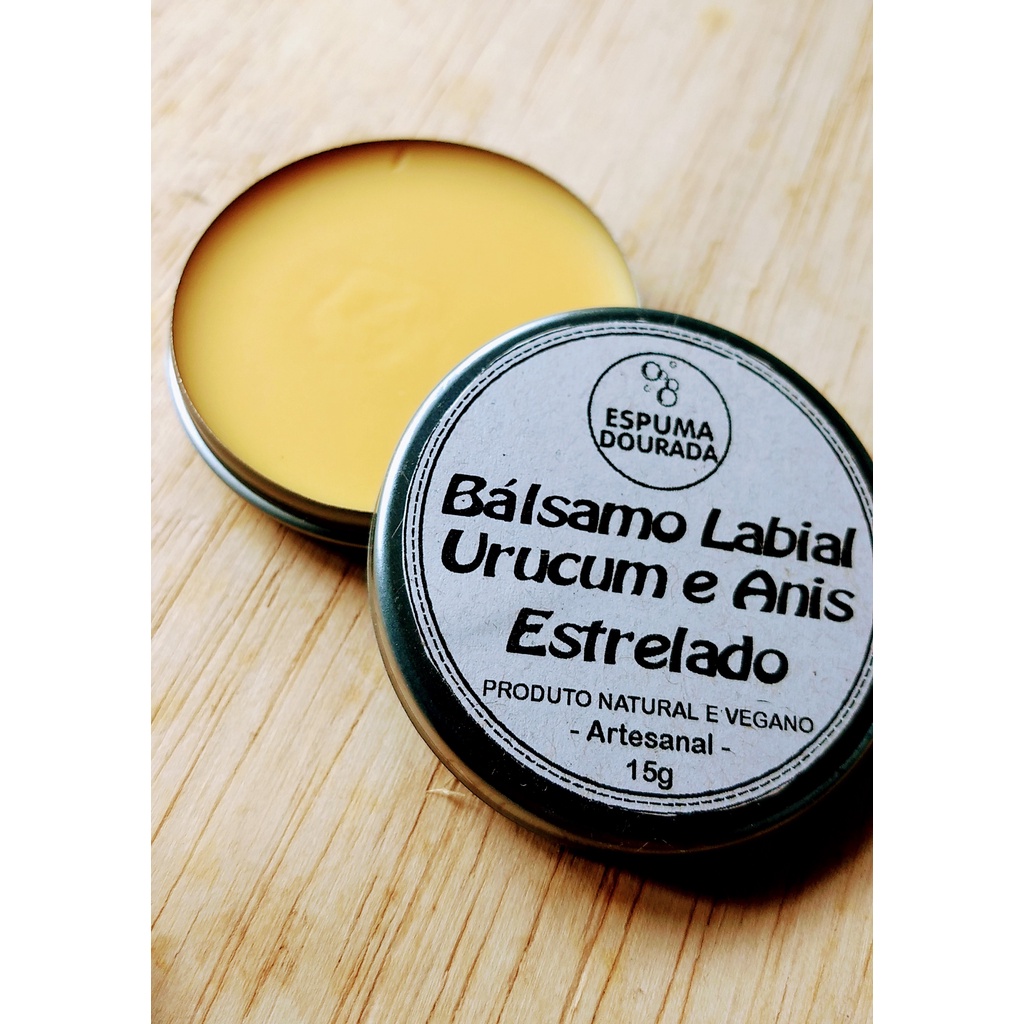 ESPUMA
DOURADA
Bálsamo Labial
Urucum e Anis
Estrelado
PRODUTO NATURAL E VEGANO
- Artesanal -
15g